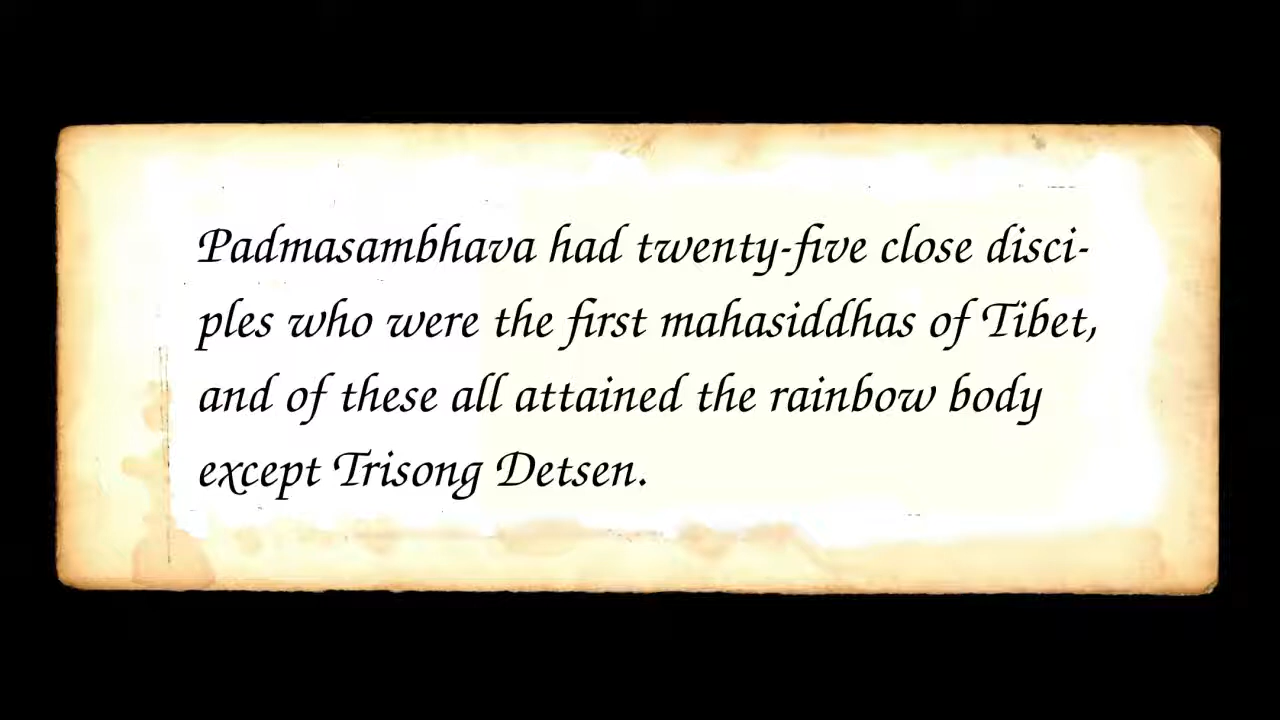 Padmasambhava had twenty-five close disci-
ples who were the first mahasiddhas of Tibet,
and of these all attained the rainbow body
except Trisong Detsen.